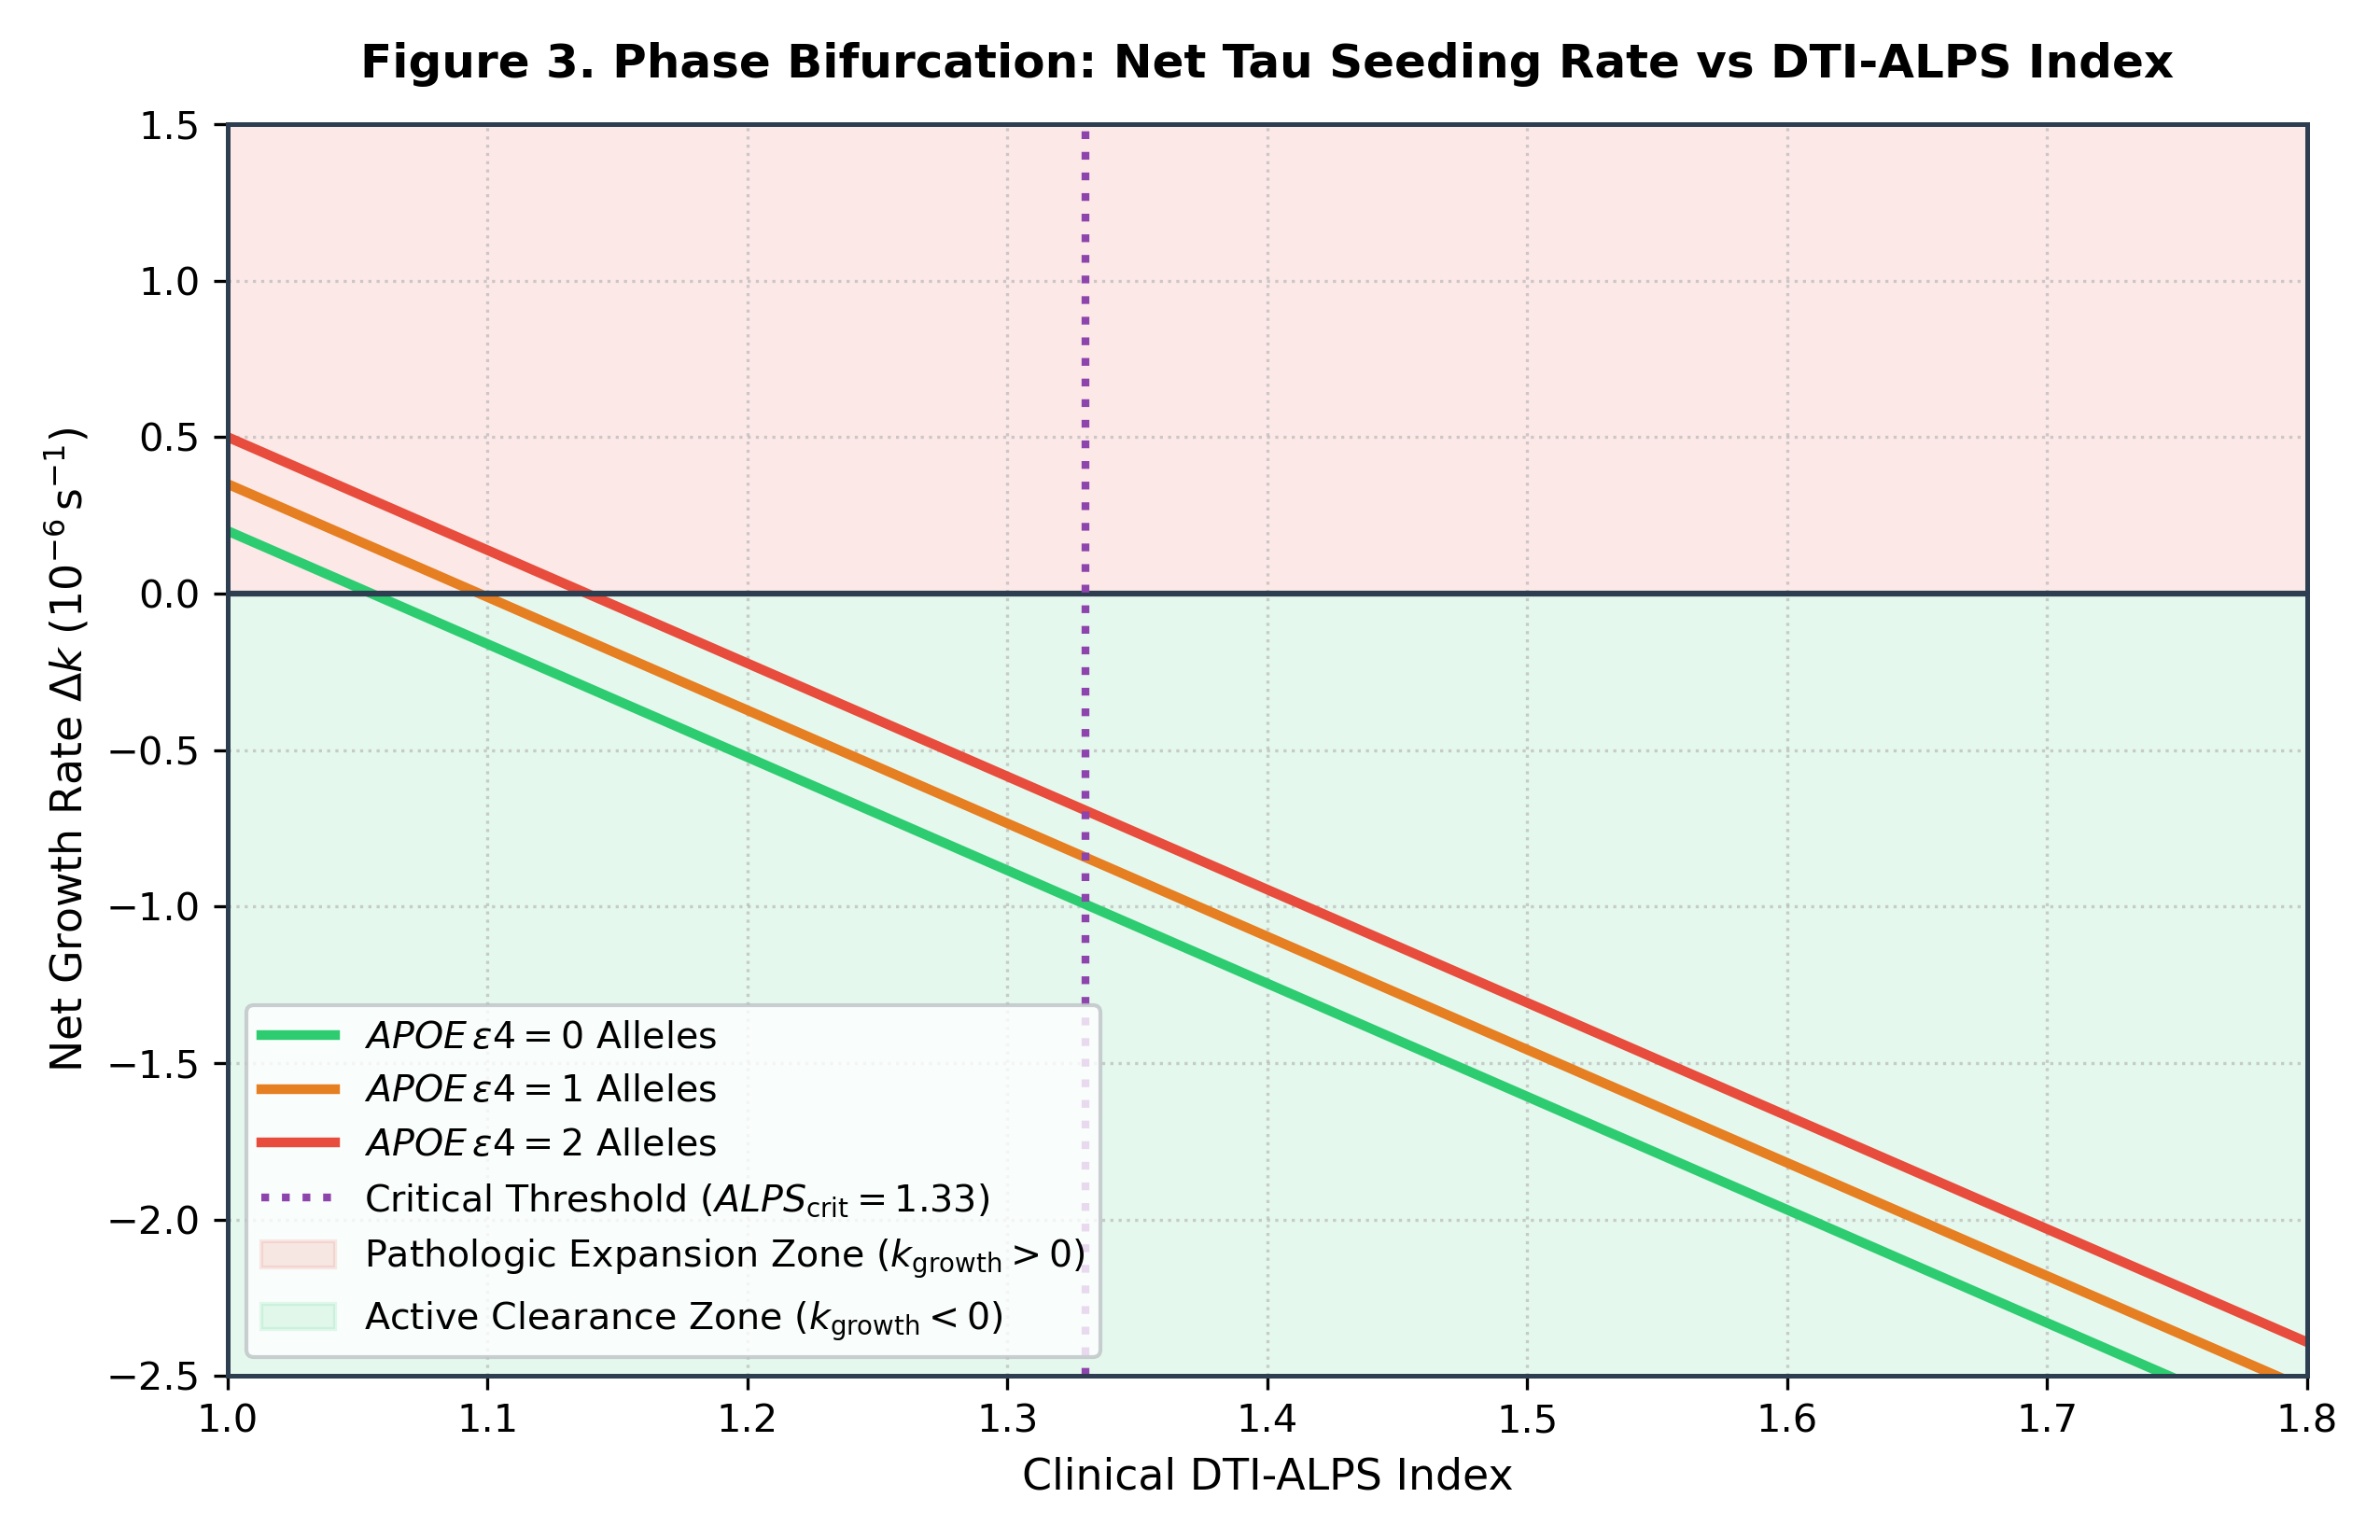 Figure 3. Phase Bifurcation: Net Tau Seeding Rate vs DTI-ALPS Index
Net Growth Rate Δk (10⁻⁶ s⁻¹)
1.5
1.0
0.5
0.0
−0.5
−1.0
−1.5
−2.0
−2.5
APOE ε4 = 0 Alleles
APOE ε4 = 1 Alleles
APOE ε4 = 2 Alleles
Critical Threshold (ALPS_crit = 1.33)
Pathologic Expansion Zone (k_growth > 0)
Active Clearance Zone (k_growth < 0)
1.0 1.1 1.2 1.3 1.4 1.5 1.6 1.7 1.8
Clinical DTI-ALPS Index